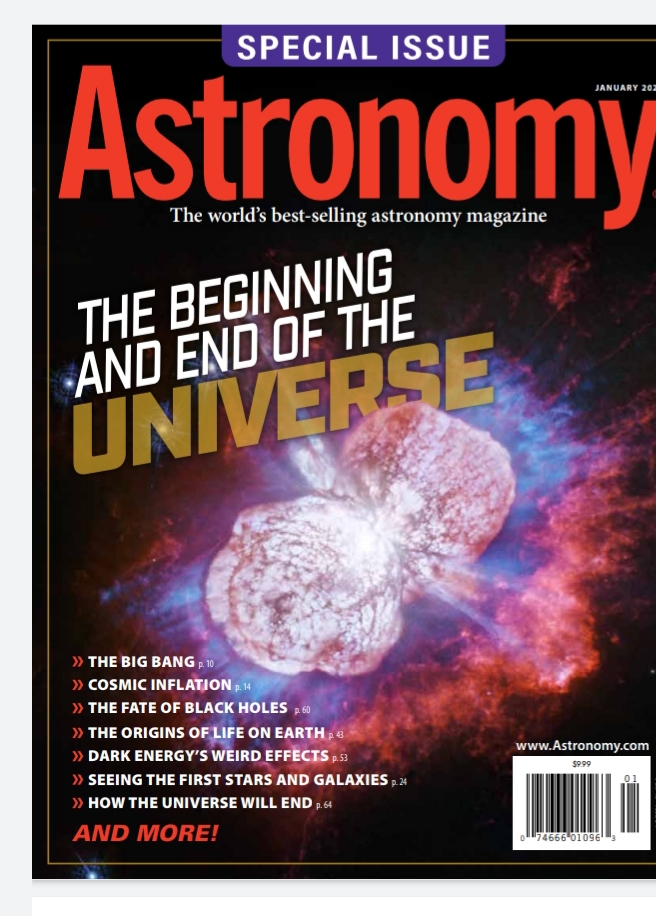 SPECIAL ISSUE
JANUARY 202
Astronomy
The world's best-selling astronomy magazine
THE BEGINNING
AND END OF THE
UNIVERSE
» THE BIG BANG p. 10
» COSMIC INFLATION p. 14
» THE FATE OF BLACK HOLES p. 60
» THE ORIGINS OF LIFE ON EARTH p. 43
» DARK ENERGY'S WEIRD EFFECTS p. 53
» SEEING THE FIRST STARS AND GALAXIES p. 24
» HOW THE UNIVERSE WILL END p. 64
AND MORE!
www.Astronomy.com
$9.99
01
0 74666 01096 3